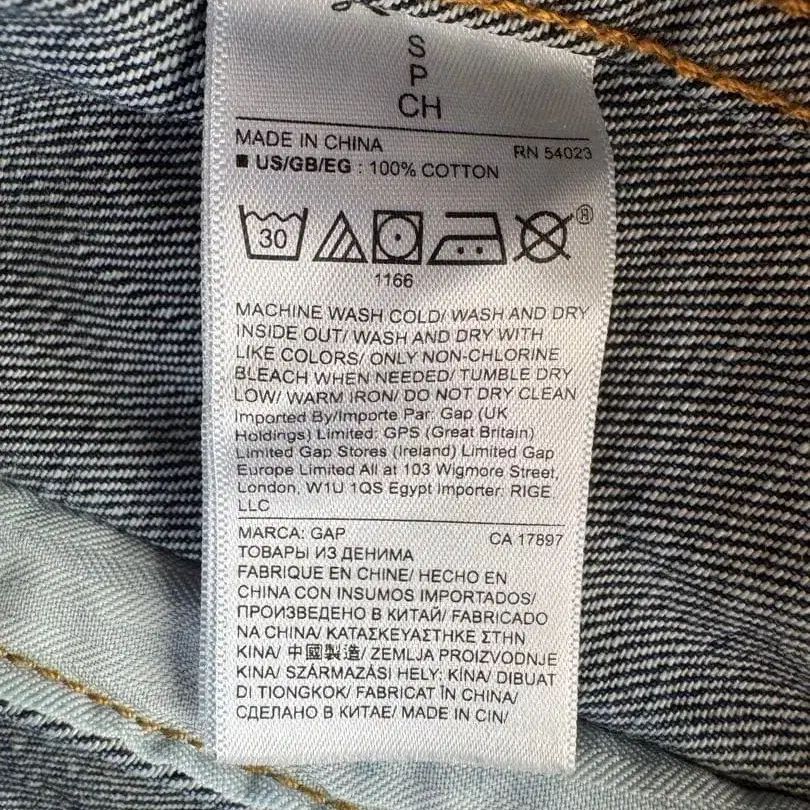 S
P
CH
MADE IN CHINA RN 54023
US/GB/EG : 100% COTTON
30
®
1166
MACHINE WASH COLD/ WASH AND DRY
INSIDE OUT/ WASH AND DRY WITH
LIKE COLORS/ ONLY NON-CHLORINE
BLEACH WHEN NEEDED/ TUMBLE DRY
LOW/ WARM IRON/ DO NOT DRY CLEAN
Imported By/Importe Par: Gap (UK
Holdings) Limited: GPS (Great Britain)
Limited Gap Stores (Ireland) Limited Gap
Europe Limited All at 103 Wigmore Street,
London, W1U 1QS Egypt Importer: RIGE
LLC
MARCA: GAP CA 17897
ТОВАРЫ ИЗ ДЕНИМА
FABRIQUE EN CHINE/ HECHO EN
CHINA CON INSUMOS IMPORTADOS/
ПРОИЗВЕДЕНО В КИТАЙ/ FABRICADO
NA CHINA/ ΚΑΤΑΣΚΕΥΑΣΤΗΚΕ ΣΤΗΝ
ΚΙΝΑ/ 中國製造/ ZEMLJA PROIZVODNJE
KINA/ SZÁRMAZÁSI HELY: KÍNA/ DIBUAT
DI TIONGKOK/ FABRICAT ÎN CHINA/
СДЕЛАНО В КИТАЕ/ MADE IN CIN/